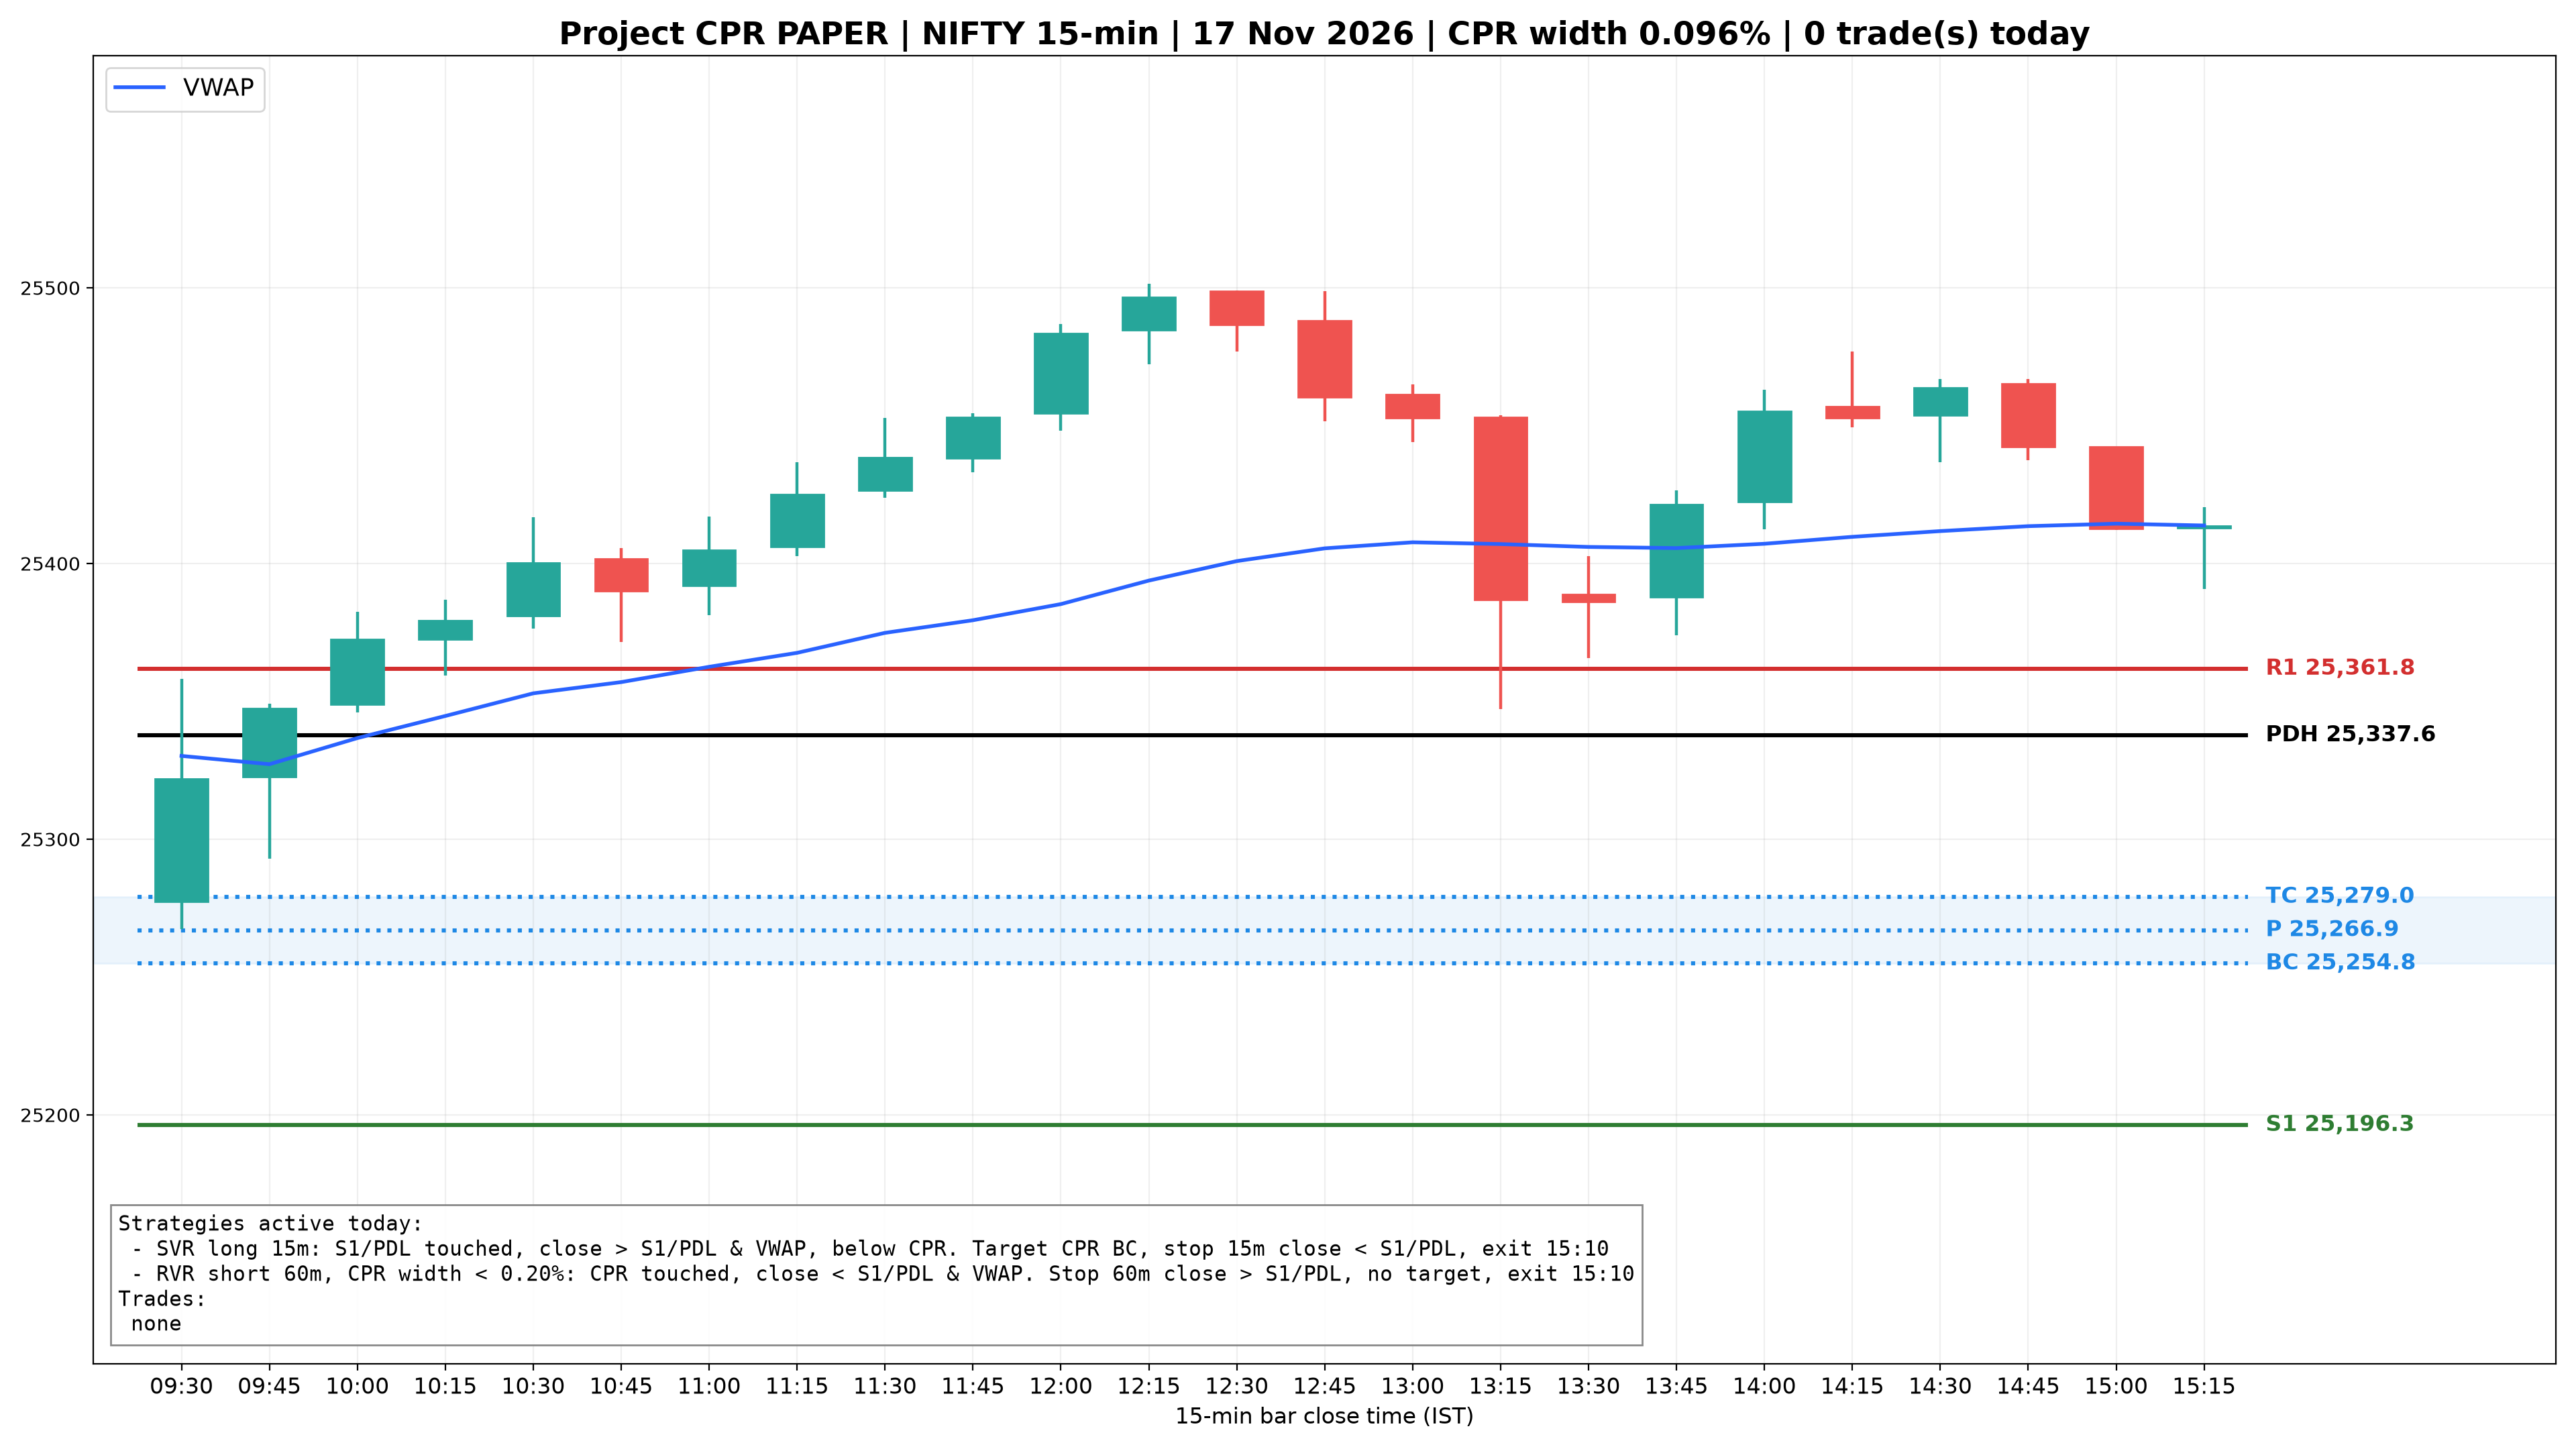 Project CPR PAPER | NIFTY 15-min | 17 Nov 2026 | CPR width 0.096% | 0 trade(s) today
VWAP
25500
25400
25300
25200
R1 25,361.8
PDH 25,337.6
TC 25,279.0
P 25,266.9
BC 25,254.8
S1 25,196.3
Strategies active today:
- SVR long 15m: S1/PDL touched, close > S1/PDL & VWAP, below CPR. Target CPR BC, stop 15m close < S1/PDL, exit 15:10
- RVR short 60m, CPR width < 0.20%: CPR touched, close < S1/PDL & VWAP. Stop 60m close > S1/PDL, no target, exit 15:10
Trades:
none
09:30 09:45 10:00 10:15 10:30 10:45 11:00 11:15 11:30 11:45 12:00 12:15 12:30 12:45 13:00 13:15 13:30 13:45 14:00 14:15 14:30 14:45 15:00 15:15
15-min bar close time (IST)